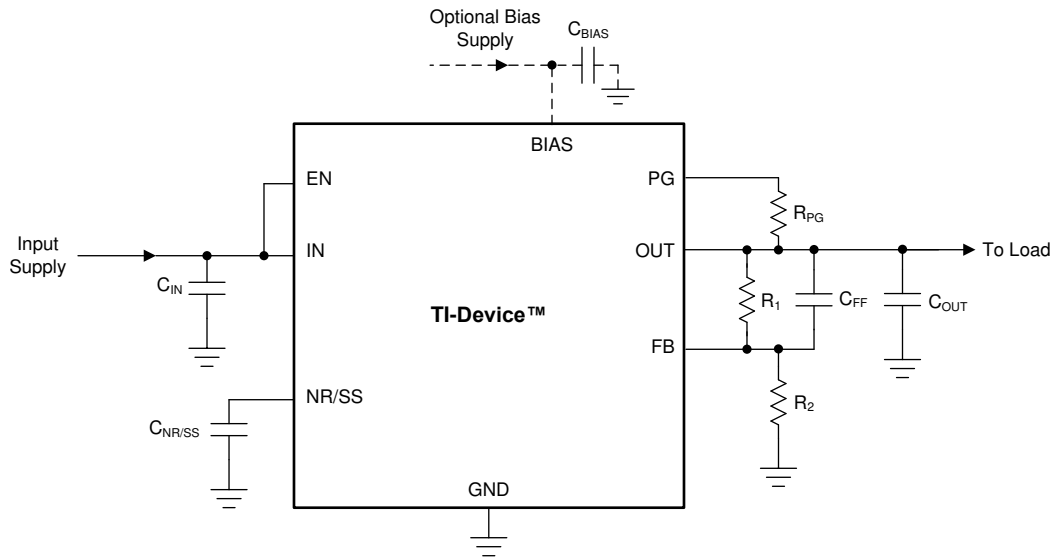 Optional Bias
Supply
C_BIAS
BIAS
EN
PG
R_PG
Input
Supply
IN
OUT
To Load
C_IN
TI-Device™
R_1
C_FF
C_OUT
FB
NR/SS
R_2
C_NR/SS
GND